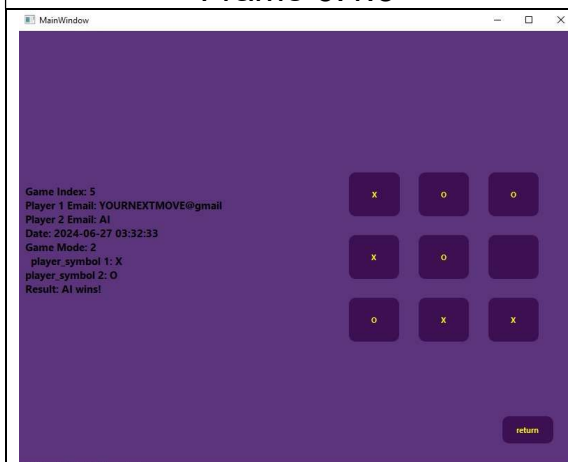 MainWindow
Game Index: 5
Player 1 Email: YOURNEXTMOVE@gmail
Player 2 Email: AI
Date: 2024-06-27 03:32:33
Game Mode: 2
player_symbol 1: X
player_symbol 2: O
Result: AI wins!
X O O
X O
O X X
return